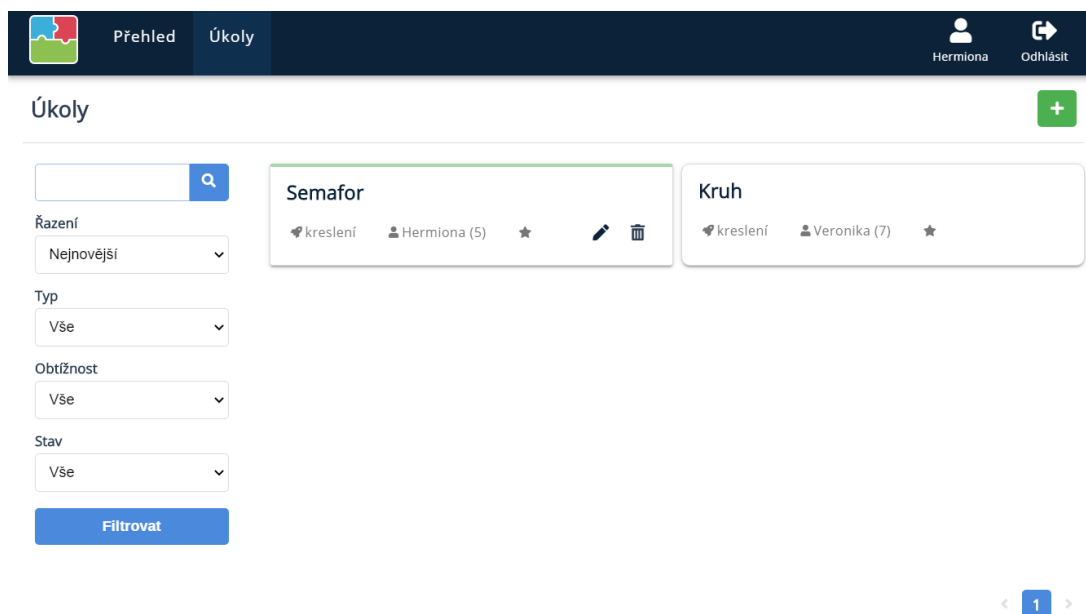 Přehled Úkoly Hermiona Odhlásit
Úkoly +
Řazení
Nejnovější
Typ
Vše
Obtížnost
Vše
Stav
Vše
Filtrovat
Semafor
kreslení Hermiona (5)
Kruh
kreslení Veronika (7)
< 1 >